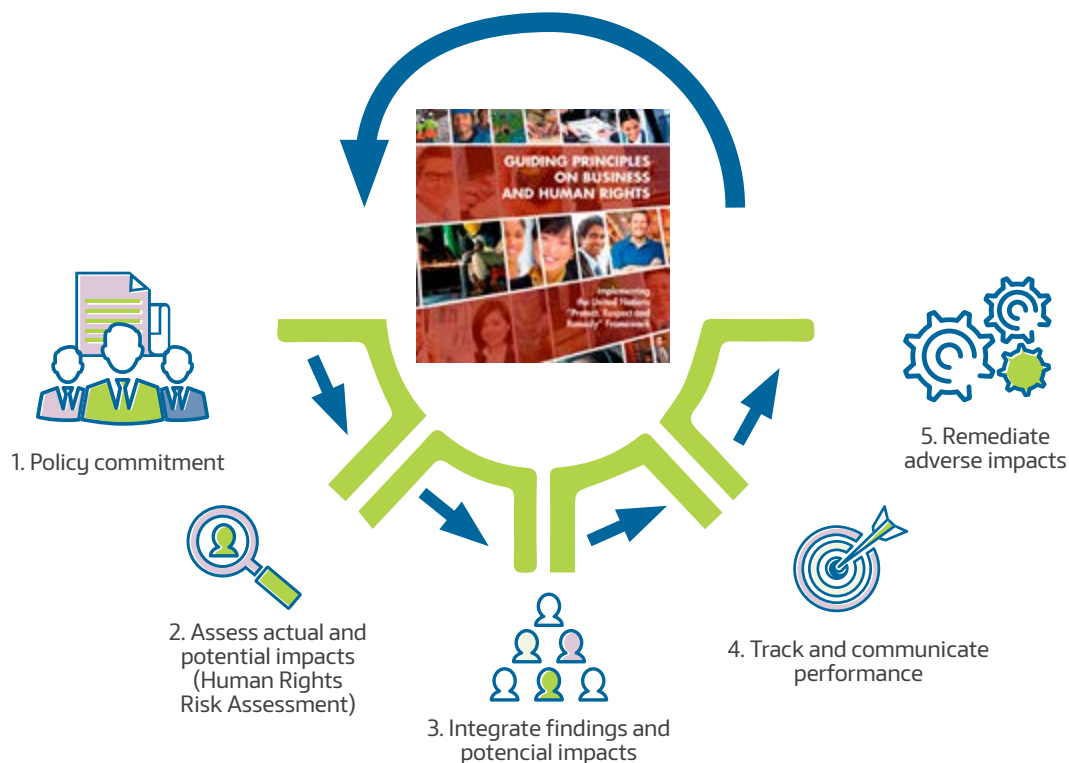 GUIDING PRINCIPLES
ON BUSINESS
AND HUMAN RIGHTS
Implementing
the United Nations
"Protect, Respect and
Remedy" Framework
1. Policy commitment
2. Assess actual and
potential impacts
(Human Rights
Risk Assessment)
3. Integrate findings and
potencial impacts
4. Track and communicate
performance
5. Remediate
adverse impacts